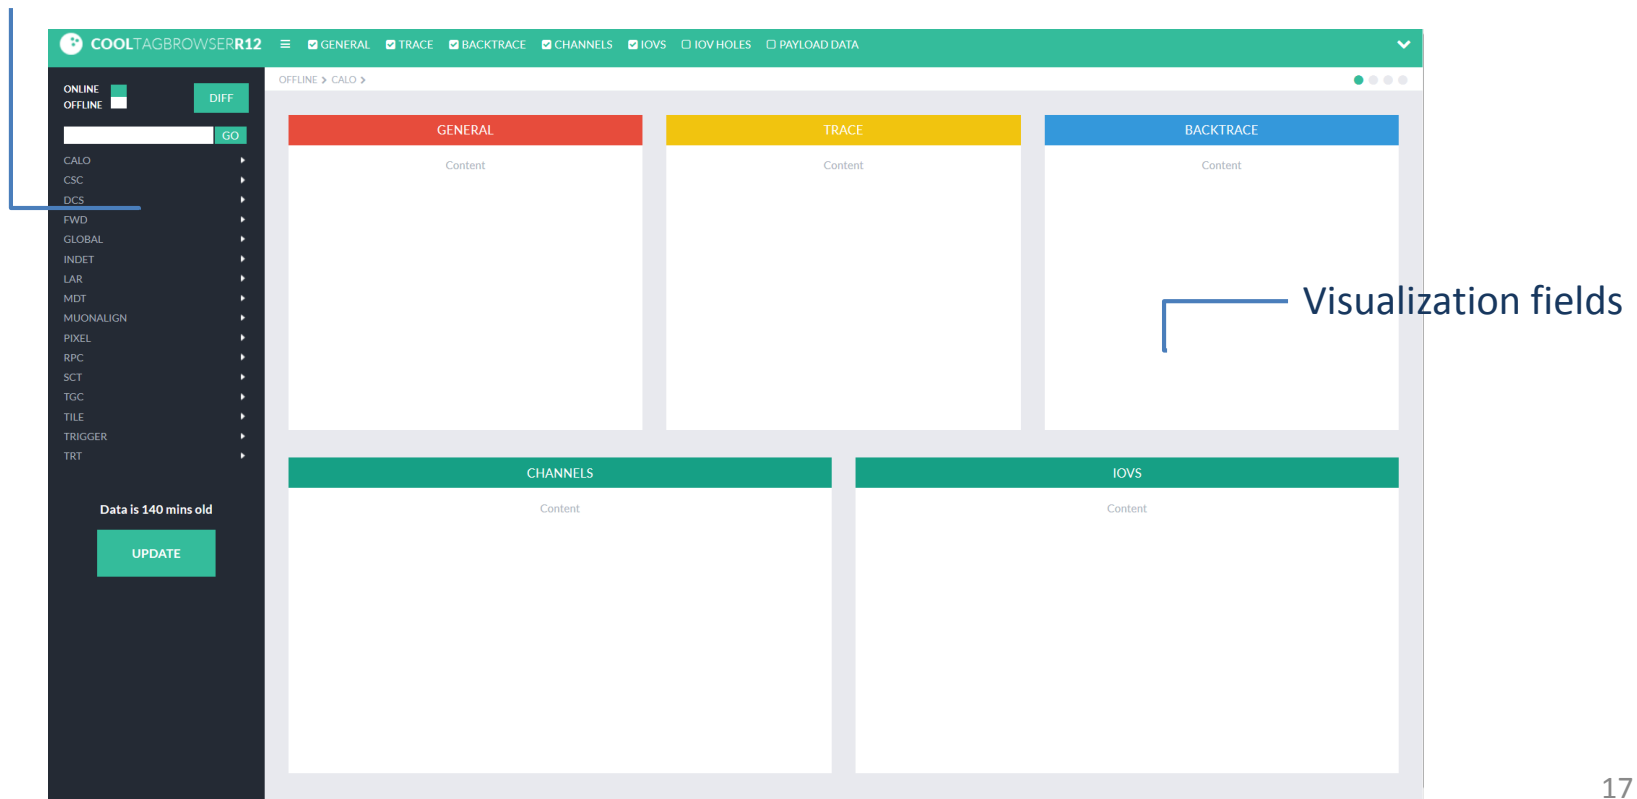 COOLTAGBROWSERR12 GENERAL TRACE BACKTRACE CHANNELS IOVS IOV HOLES PAYLOAD DATA
OFFLINE > CALO >
ONLINE
OFFLINE
DIFF
GO
CALO
CSC
DCS
FWD
GLOBAL
INDET
LAR
MDT
MUONALIGN
PIXEL
RPC
SCT
TGC
TILE
TRIGGER
TRT
Data is 140 mins old
UPDATE
GENERAL
Content
TRACE
Content
BACKTRACE
Content
CHANNELS
Content
IOVS
Content
Visualization fields
17